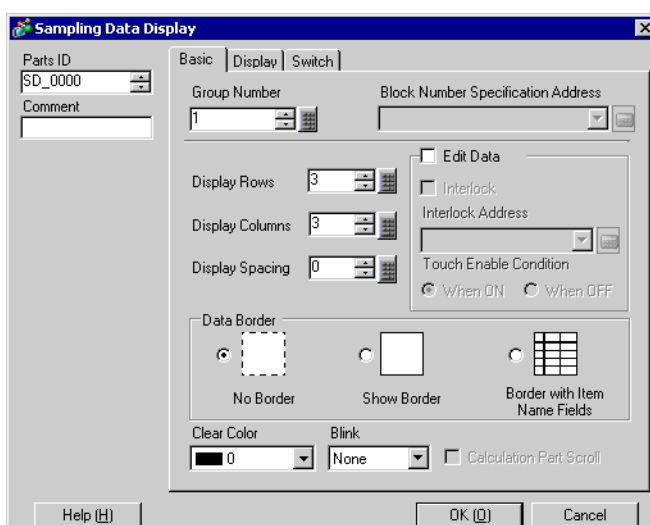 Sampling Data Display
Parts ID
SD_0000
Comment
Basic
Display
Switch
Group Number
1
Block Number Specification Address
Display Rows
3
Display Columns
3
Display Spacing
0
Edit Data
Interlock
Interlock Address
Touch Enable Condition
When ON
When OFF
Data Border
No Border
Show Border
Border with Item
Name Fields
Clear Color
0
Blink
None
Calculation Part Scroll
Help (H)
OK (O)
Cancel